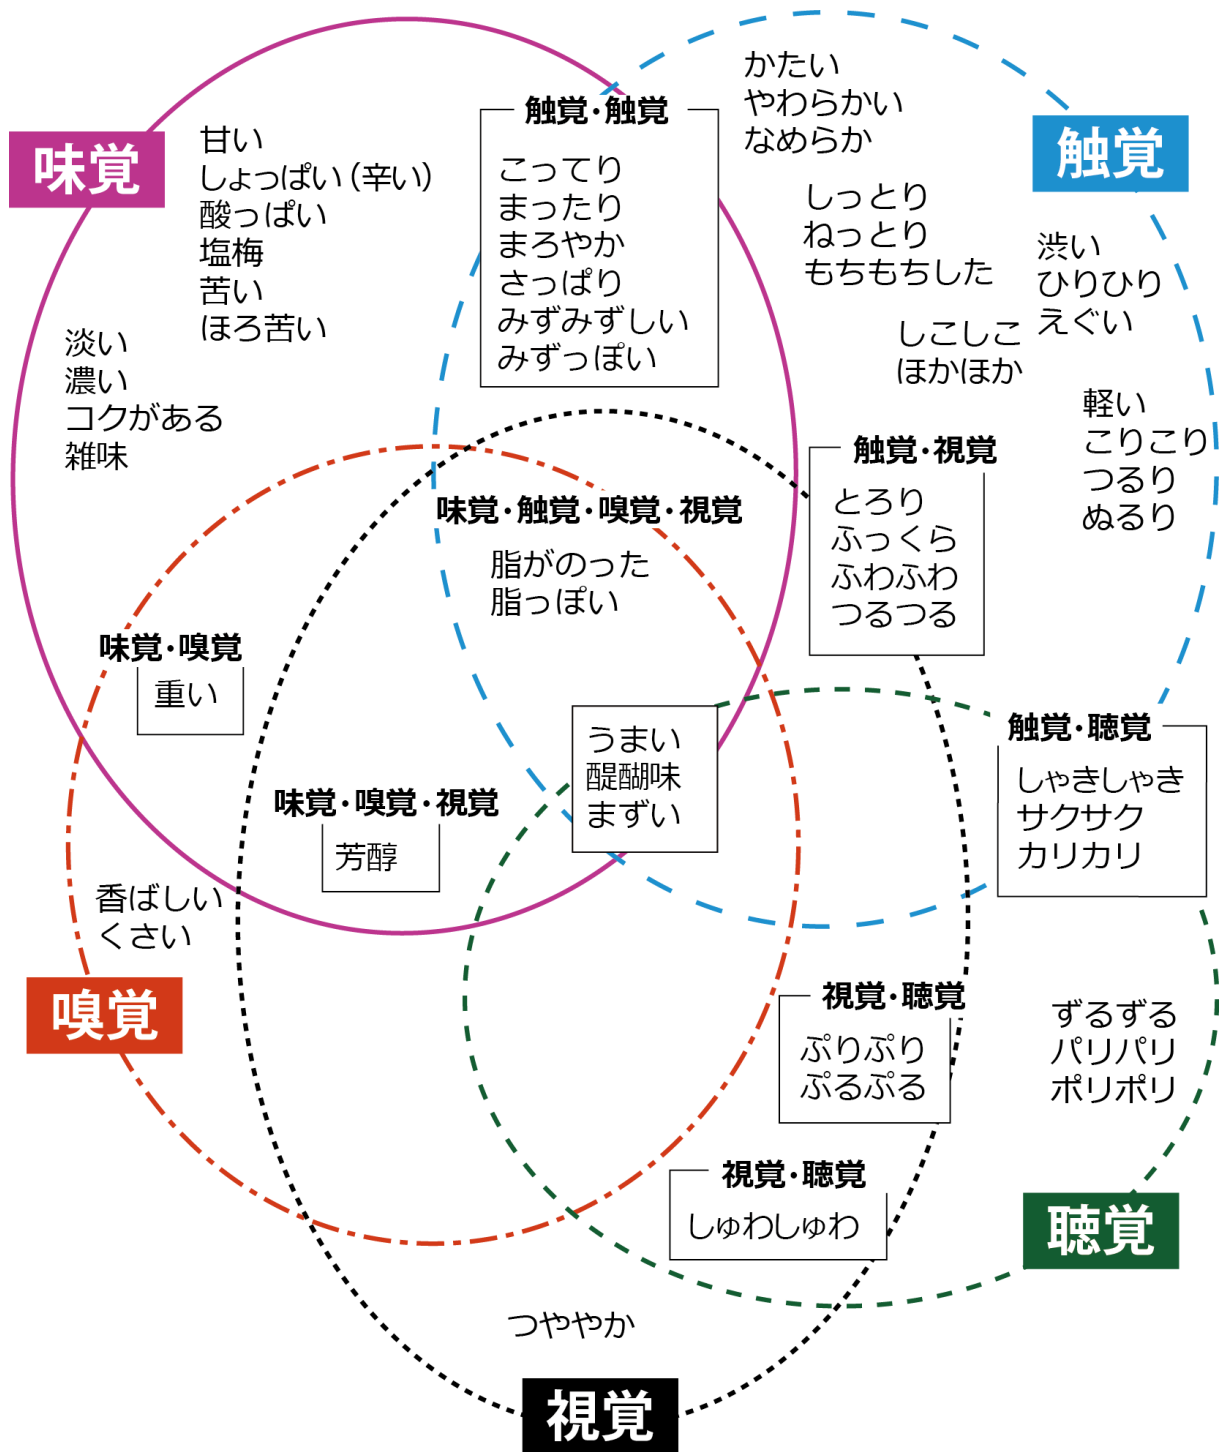 味覚
甘い
しょっぱい（辛い）
酸っぱい
塩梅
苦い
ほろ苦い
淡い
濃い
コクがある
雑味
触覚・触覚
こってり
まったり
まろやか
さっぱり
みずみずしい
みずっぽい
触覚
かたい
やわらかい
なめらか
しっとり
ねっとり
もちもちした
渋い
ひりひり
えぐい
しこしこ
ほかほか
軽い
こりこり
つるり
ぬるり
触覚・視覚
とろり
ふっくら
ふわふわ
つるつる
味覚・触覚・嗅覚・視覚
脂がのった
脂っぽい
味覚・嗅覚
重い
うまい
醍醐味
まずい
触覚・聴覚
しゃきしゃき
サクサク
カリカリ
味覚・嗅覚・視覚
芳醇
香ばしい
くさい
嗅覚
視覚・聴覚
ぷりぷり
ぷるぷる
ずるずる
パリパリ
ポリポリ
視覚・聴覚
しゅわしゅわ
聴覚
つややか
視覚